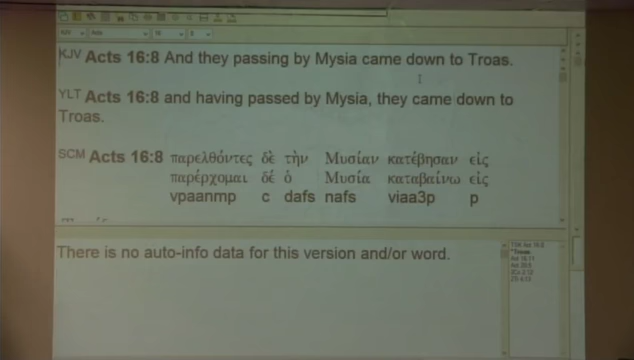 KJV Acts 16:8 And they passing by Mysia came down to Troas.
YLT Acts 16:8 and having passed by Mysia, they came down to
Troas.
SCM Acts 16:8 παρελθόντες δὲ τὴν Μυσίαν κατέβησαν εἰς
παρέρχομαι δέ ὁ Μυσία καταβαίνω εἰς
vpaanmp c dafs nafs viaa3p p
There is no auto-info data for this version and/or word.